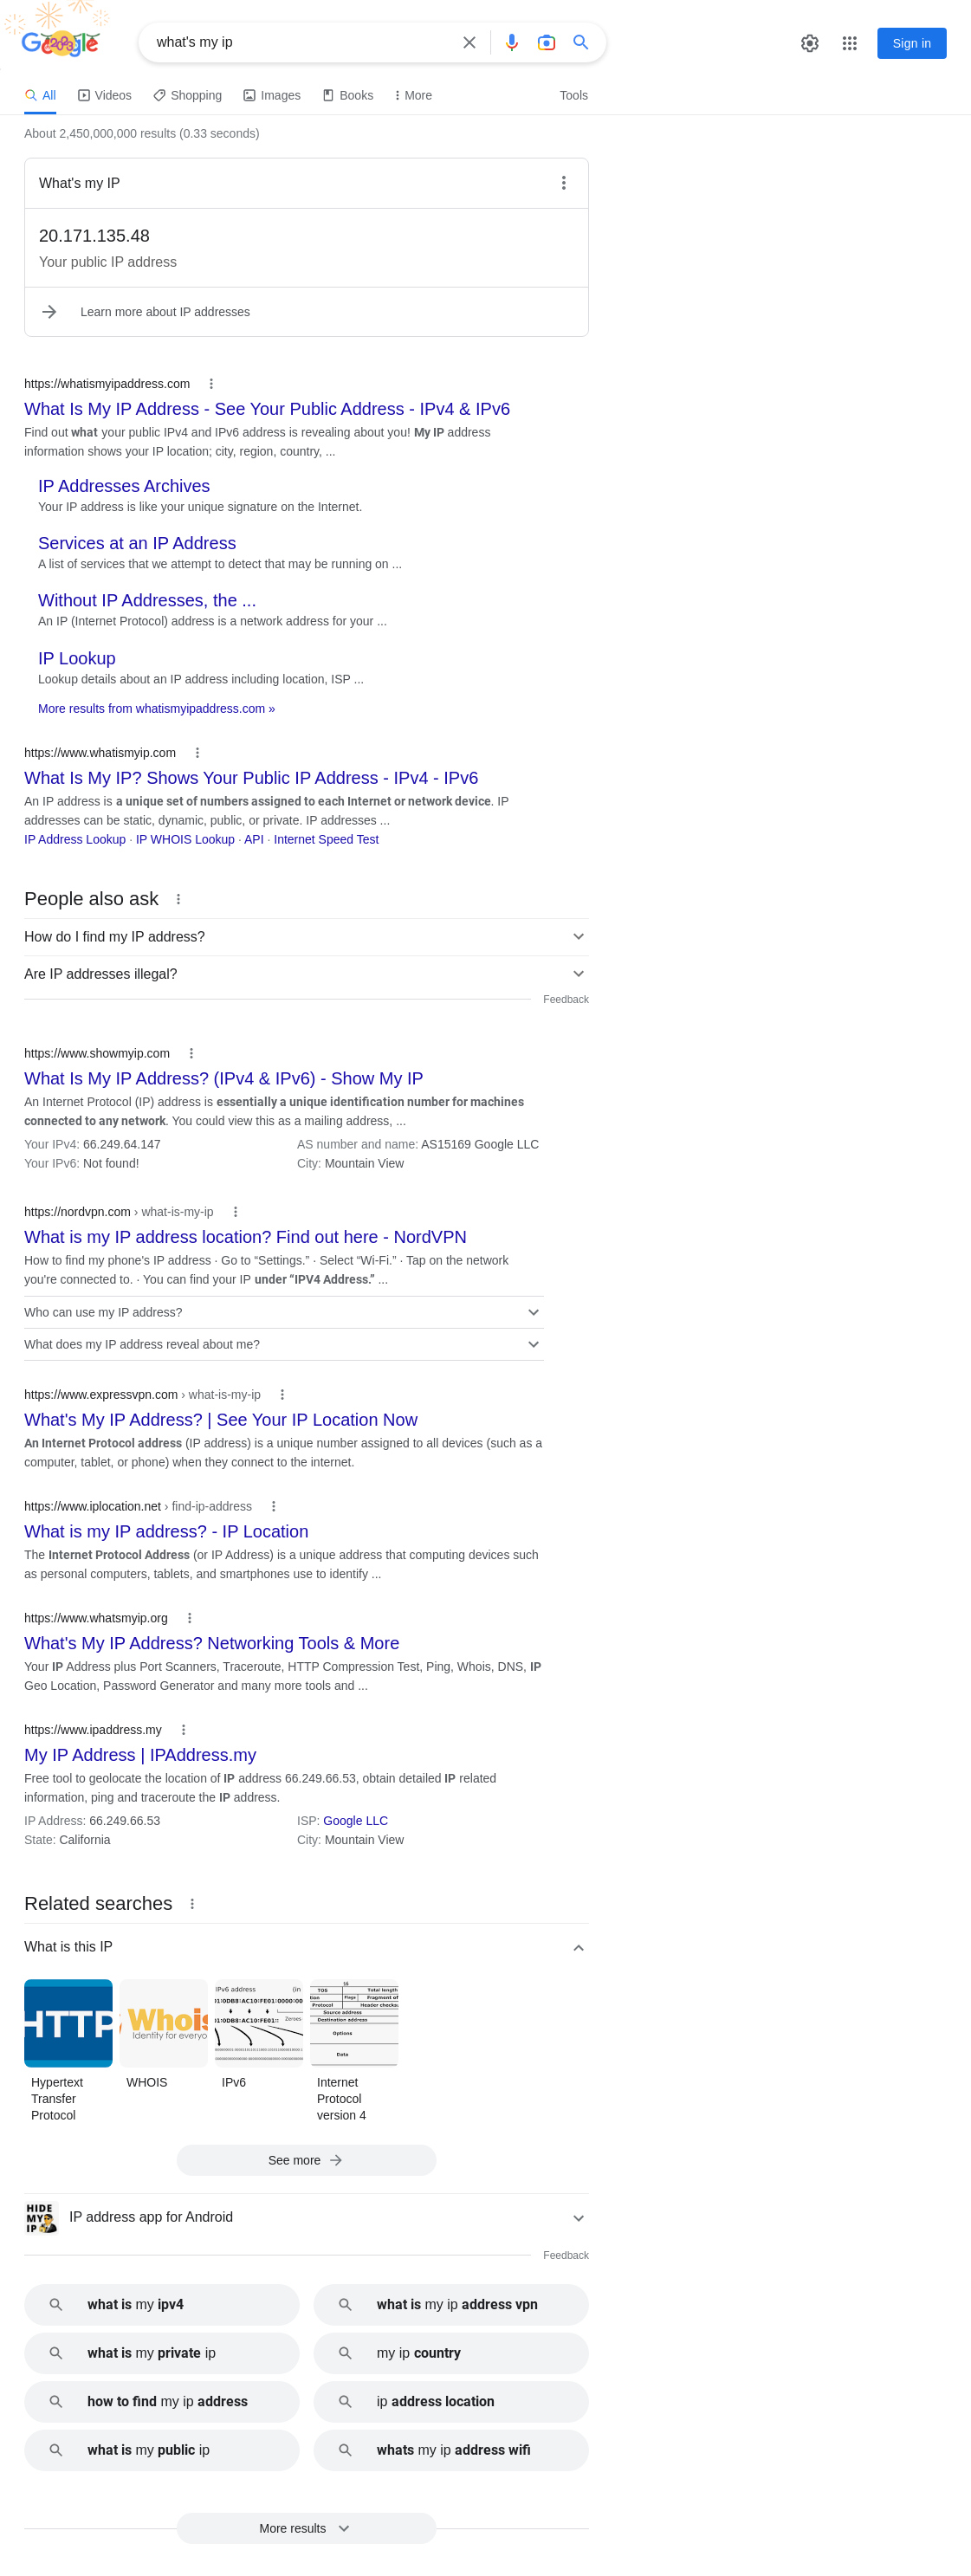 Google
2023
what's my ip
Sign in
All
Videos
Shopping
Images
Books
More
Tools
About 2,450,000,000 results (0.33 seconds)
What's my IP
20.171.135.48
Your public IP address
Learn more about IP addresses
https://whatismyipaddress.com
What Is My IP Address - See Your Public Address - IPv4 & IPv6
Find out what your public IPv4 and IPv6 address is revealing about you! My IP address
information shows your IP location; city, region, country, ...
IP Addresses Archives
Your IP address is like your unique signature on the Internet.
Services at an IP Address
A list of services that we attempt to detect that may be running on ...
Without IP Addresses, the ...
An IP (Internet Protocol) address is a network address for your ...
IP Lookup
Lookup details about an IP address including location, ISP ...
More results from whatismyipaddress.com »
https://www.whatismyip.com
What Is My IP? Shows Your Public IP Address - IPv4 - IPv6
An IP address is a unique set of numbers assigned to each Internet or network device. IP
addresses can be static, dynamic, public, or private. IP addresses ...
IP Address Lookup · IP WHOIS Lookup · API · Internet Speed Test
People also ask
How do I find my IP address?
Are IP addresses illegal?
Feedback
https://www.showmyip.com
What Is My IP Address? (IPv4 & IPv6) - Show My IP
An Internet Protocol (IP) address is essentially a unique identification number for machines
connected to any network. You could view this as a mailing address, ...
Your IPv4: 66.249.64.147
AS number and name: AS15169 Google LLC
Your IPv6: Not found!
City: Mountain View
https://nordvpn.com › what-is-my-ip
What is my IP address location? Find out here - NordVPN
How to find my phone's IP address · Go to “Settings.” · Select “Wi-Fi.” · Tap on the network
you're connected to. · You can find your IP under “IPV4 Address.” ...
Who can use my IP address?
What does my IP address reveal about me?
https://www.expressvpn.com › what-is-my-ip
What's My IP Address? | See Your IP Location Now
An Internet Protocol address (IP address) is a unique number assigned to all devices (such as a
computer, tablet, or phone) when they connect to the internet.
https://www.iplocation.net › find-ip-address
What is my IP address? - IP Location
The Internet Protocol Address (or IP Address) is a unique address that computing devices such
as personal computers, tablets, and smartphones use to identify ...
https://www.whatsmyip.org
What's My IP Address? Networking Tools & More
Your IP Address plus Port Scanners, Traceroute, HTTP Compression Test, Ping, Whois, DNS, IP
Geo Location, Password Generator and many more tools and ...
https://www.ipaddress.my
My IP Address | IPAddress.my
Free tool to geolocate the location of IP address 66.249.66.53, obtain detailed IP related
information, ping and traceroute the IP address.
IP Address: 66.249.66.53
ISP: Google LLC
State: California
City: Mountain View
Related searches
What is this IP
HTTP
Whois
Identity for everyo
IPv6 address (in
Zeroes
TOS Total length
Flags Fragment of
Protocol Header checks
Source address
Destination address
Options
Data
Hypertext
Transfer
Protocol
WHOIS
IPv6
Internet
Protocol
version 4
See more
HIDE
MY
IP
IP address app for Android
Feedback
what is my ipv4
what is my ip address vpn
what is my private ip
my ip country
how to find my ip address
ip address location
what is my public ip
whats my ip address wifi
More results